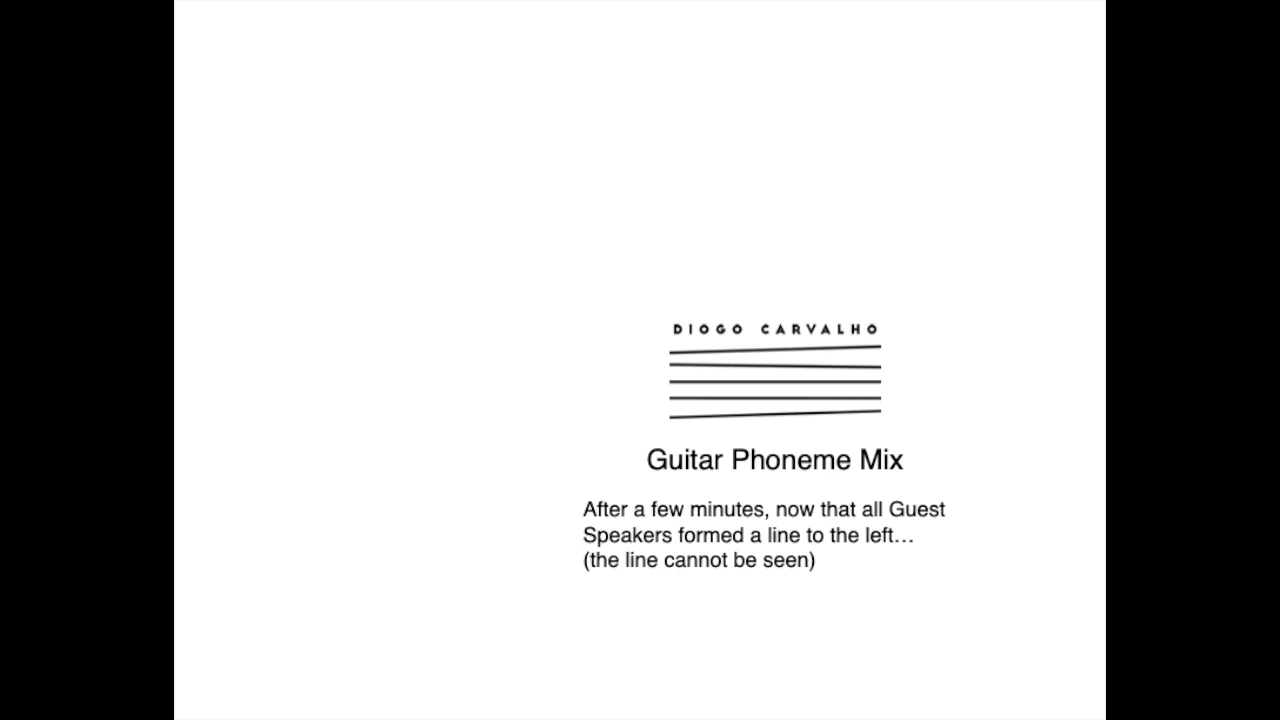 DIOGO CARVALHO
Guitar Phoneme Mix
After a few minutes, now that all Guest
Speakers formed a line to the left…
(the line cannot be seen)